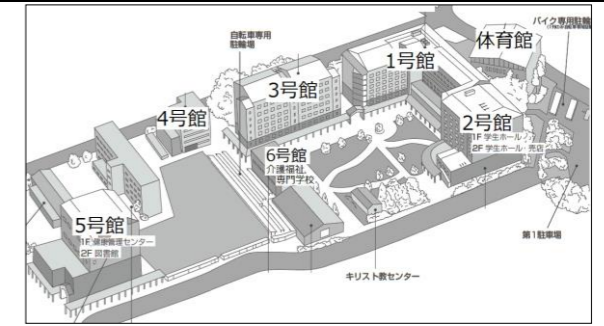 自転車専用
駐輪場
バイク専用駐輪
体育館
1号館
3号館
4号館
2号館
1F 学生ホール
2F 学生ホール・売店
6号館
介護福祉
専門学校
5号館
1F 健康管理センター
2F 図書館
第1駐車場
キリスト教センター